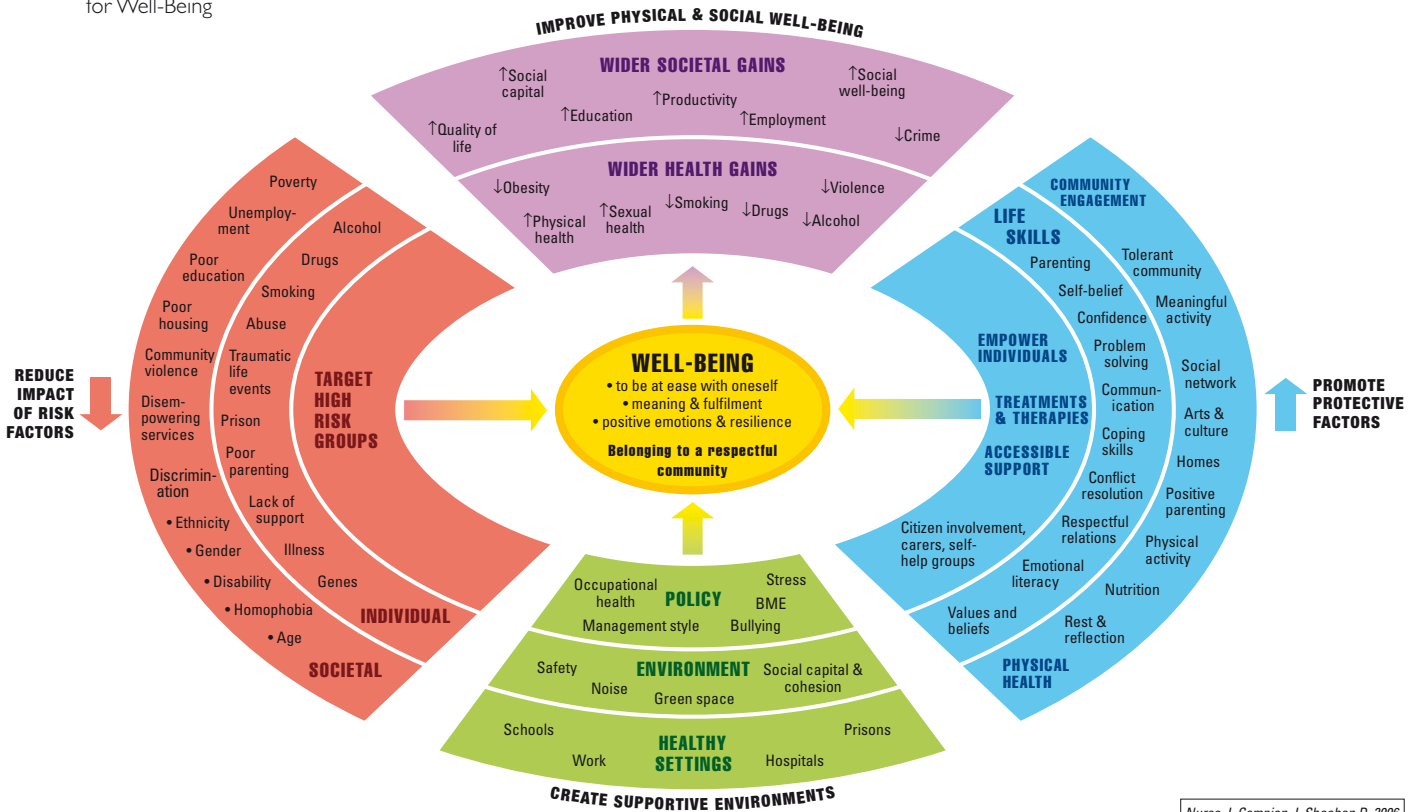 for Well-Being
IMPROVE PHYSICAL & SOCIAL WELL-BEING
WIDER SOCIETAL GAINS
↑Social
capital
↑Social
well-being
↑Productivity
↑Education
↑Employment
↑Quality of
life
↓Crime
WIDER HEALTH GAINS
↓Obesity
↓Violence
↑Physical
health
↑Sexual
health
↓Smoking
↓Drugs
↓Alcohol
REDUCE
IMPACT
OF RISK
FACTORS
Poverty
Unemploy-
ment
Poor
education
Poor
housing
Community
violence
Disem-
powering
services
Discrimin-
ation
• Ethnicity
• Gender
• Disability
• Homophobia
• Age
SOCIETAL
Alcohol
Drugs
Smoking
Abuse
Traumatic
life
events
Prison
Poor
parenting
Lack of
support
Illness
Genes
INDIVIDUAL
TARGET
HIGH
RISK
GROUPS
WELL-BEING
• to be at ease with oneself
• meaning & fulfilment
• positive emotions & resilience
Belonging to a respectful
community
EMPOWER
INDIVIDUALS
TREATMENTS
& THERAPIES
ACCESSIBLE
SUPPORT
Citizen involvement,
carers, self-
help groups
LIFE
SKILLS
Parenting
Self-belief
Confidence
Problem
solving
Commun-
ication
Coping
skills
Conflict
resolution
Respectful
relations
Emotional
literacy
Values and
beliefs
COMMUNITY
ENGAGEMENT
Tolerant
community
Meaningful
activity
Social
network
Arts &
culture
Homes
Positive
parenting
Physical
activity
Nutrition
Rest &
reflection
PHYSICAL
HEALTH
PROMOTE
PROTECTIVE
FACTORS
Occupational
health
POLICY
Stress
BME
Management style
Bullying
Safety
ENVIRONMENT
Social capital &
cohesion
Noise
Green space
Schools
Prisons
HEALTHY
SETTINGS
Work
Hospitals
CREATE SUPPORTIVE ENVIRONMENTS
2006